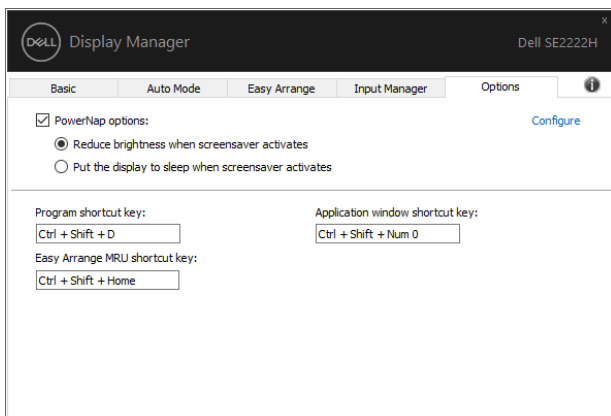 DELL Display Manager Dell SE2222H
x
Basic Auto Mode Easy Arrange Input Manager Options i
PowerNap options: Configure
Reduce brightness when screensaver activates
Put the display to sleep when screensaver activates
Program shortcut key: Application window shortcut key:
Ctrl + Shift + D Ctrl + Shift + Num 0
Easy Arrange MRU shortcut key:
Ctrl + Shift + Home